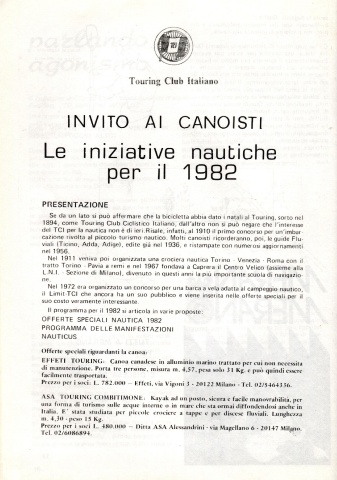 Touring Club Italiano
INVITO AI CANOISTI
Le iniziative nautiche
per il 1982
PRESENTAZIONE
Se da un lato si può affermare che la bicicletta abbia dato i natali al Touring, sorto nel
1894, come Touring Club Ciclistico Italiano, dall'altro non si può negare che l'interesse
del TCI per la nautica non è di ieri. Risale, infatti, al 1910 il primo concorso per un'imbar-
cazione rivolta al piccolo turismo nautico. Molti canoisti ricorderanno, poi, le guide Flu-
viali (Ticino, Adda, Adige), edite già nel 1936, e ristampate con numerosi aggiornamenti
nel 1956.
Nel 1911 veniva poi organizzata una crociera nautica Torino - Venezia - Roma con il
tratto Torino - Pavia a remi e nel 1967 fondava a Caprera il Centro Velico (assieme alla
L.N.I. - Sezione di Milano), divenuto in quindici anni la più importante scuola di navigazio-
ne.
Nel 1972 era organizzato un concorso per una barca a vela adatta al campeggio nautico,
il Limit TCI che ancora ha un suo pubblico e viene inserita nelle offerte speciali per il
suo costo veramente interessante.
Il programma per il 1982 si articola in varie proposte:
OFFERTE SPECIALI NAUTICA 1982
PROGRAMMA DELLE MANIFESTAZIONI
NAUTICUS
Offerte speciali riguardanti la canoa:
EFFETI TOURING- Canoa canadese in alluminio marino trattato per cui non necessita
di manutenzione. Porta tre persone, misura m. 4,57, pesa solo 31 Kg. e può quindi essere
facilmente trasportata.
Prezzo per i soci: L. 782.000 - Effeti, via Vigoni 3 - 20122 Milano - Tel. 02/5464336.
ASA TOURING COMBITIMONE: Kayak ad un posto, sicura e facile manovrabilità, per
una forma di turismo sulle acque interne o in mare che sta ormai diffondendosi anche in
Italia. E' stata studiata per piccole crociere a tappe e per discese fluviali. Lunghezza
m. 4,30 - peso 15 Kg.
Prezzo per i soci L. 480.000 - Ditta ASA Alessandrini - via Magellano 6 - 20147 Milano.
Tel. 02/6086894.